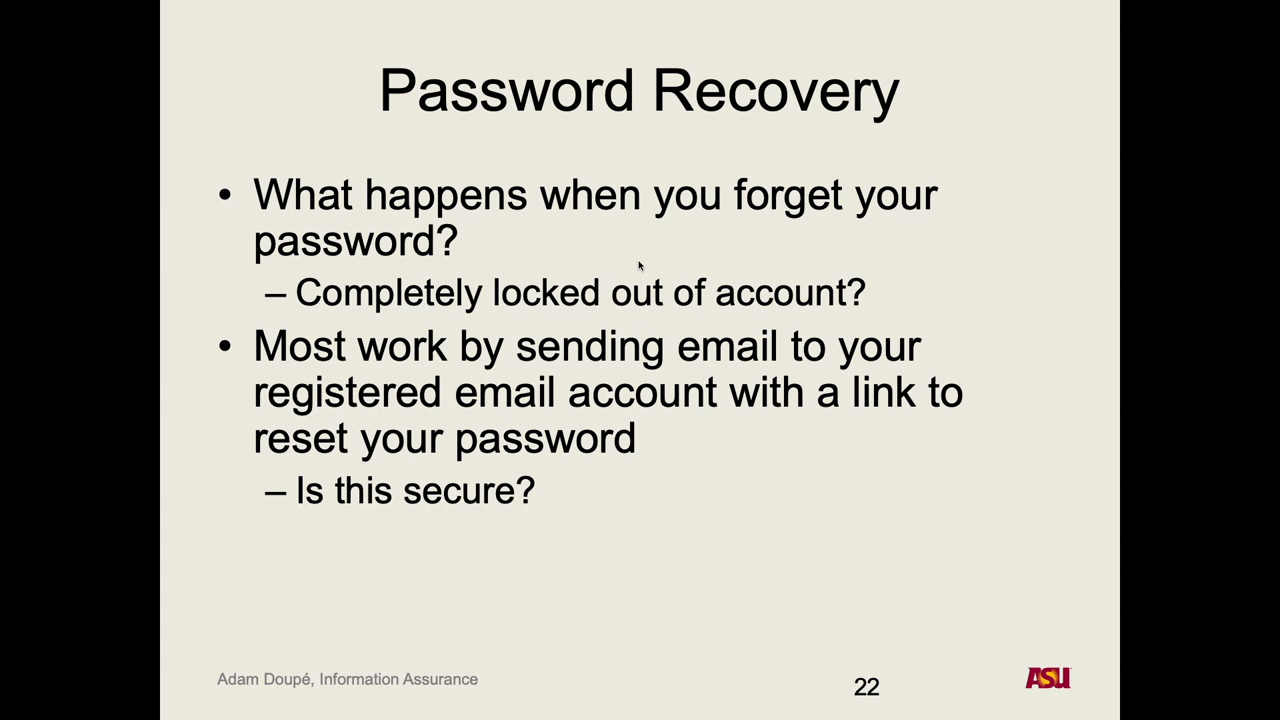 Password Recovery
• What happens when you forget your
password?
– Completely locked out of account?
• Most work by sending email to your
registered email account with a link to
reset your password
– Is this secure?
Adam Doupé, Information Assurance
22
ASU